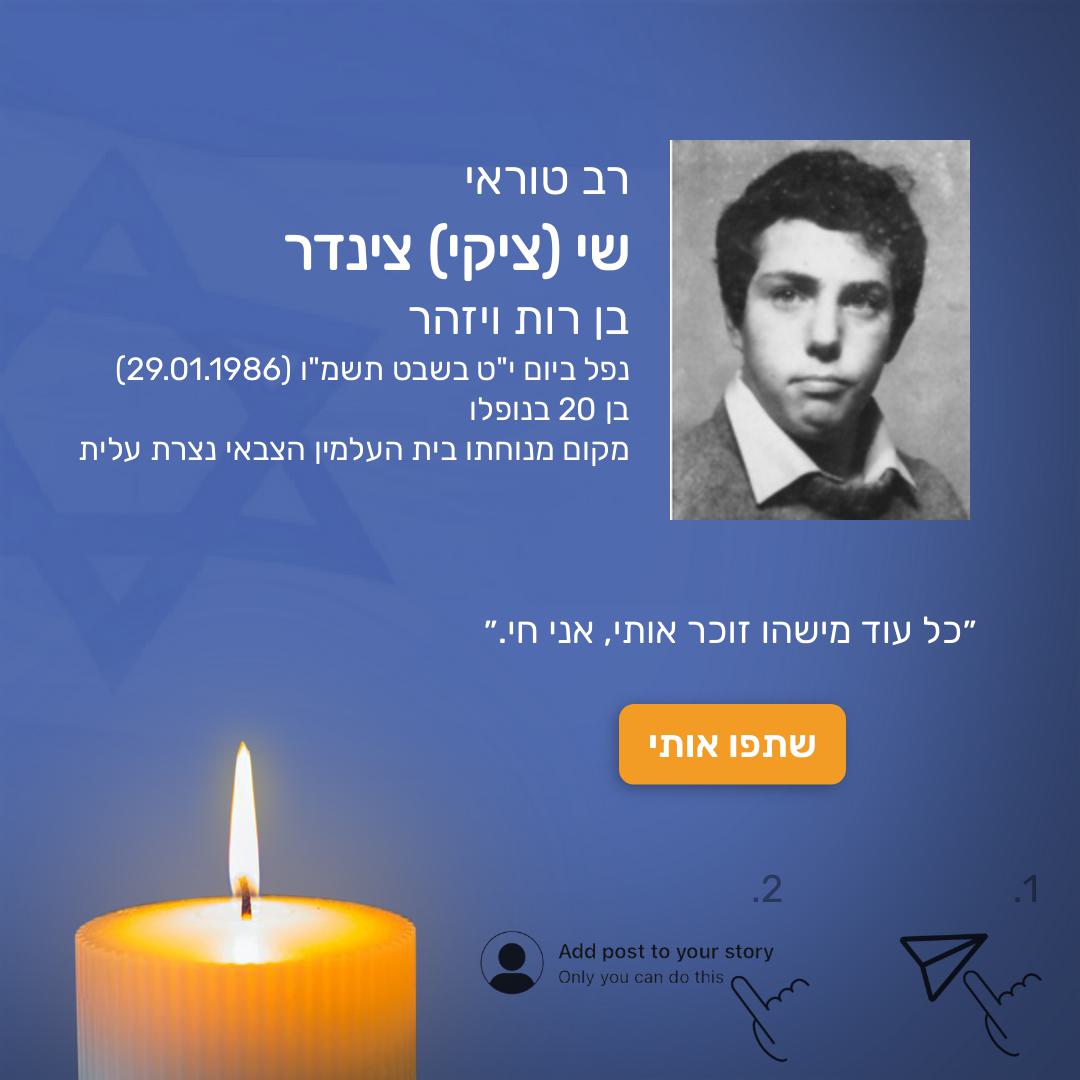 רב טוראי
שי (ציקי) צינדר
בן רות ויזהר
נפל ביום י"ט בשבט תשמ"ו (29.01.1986)
בן 20 בנופלו
מקום מנוחתו בית העלמין הצבאי נצרת עלית
״כל עוד מישהו זוכר אותי, אני חי.״
שתפו אותי
1.
2.
Add post to your story
Only you can do this